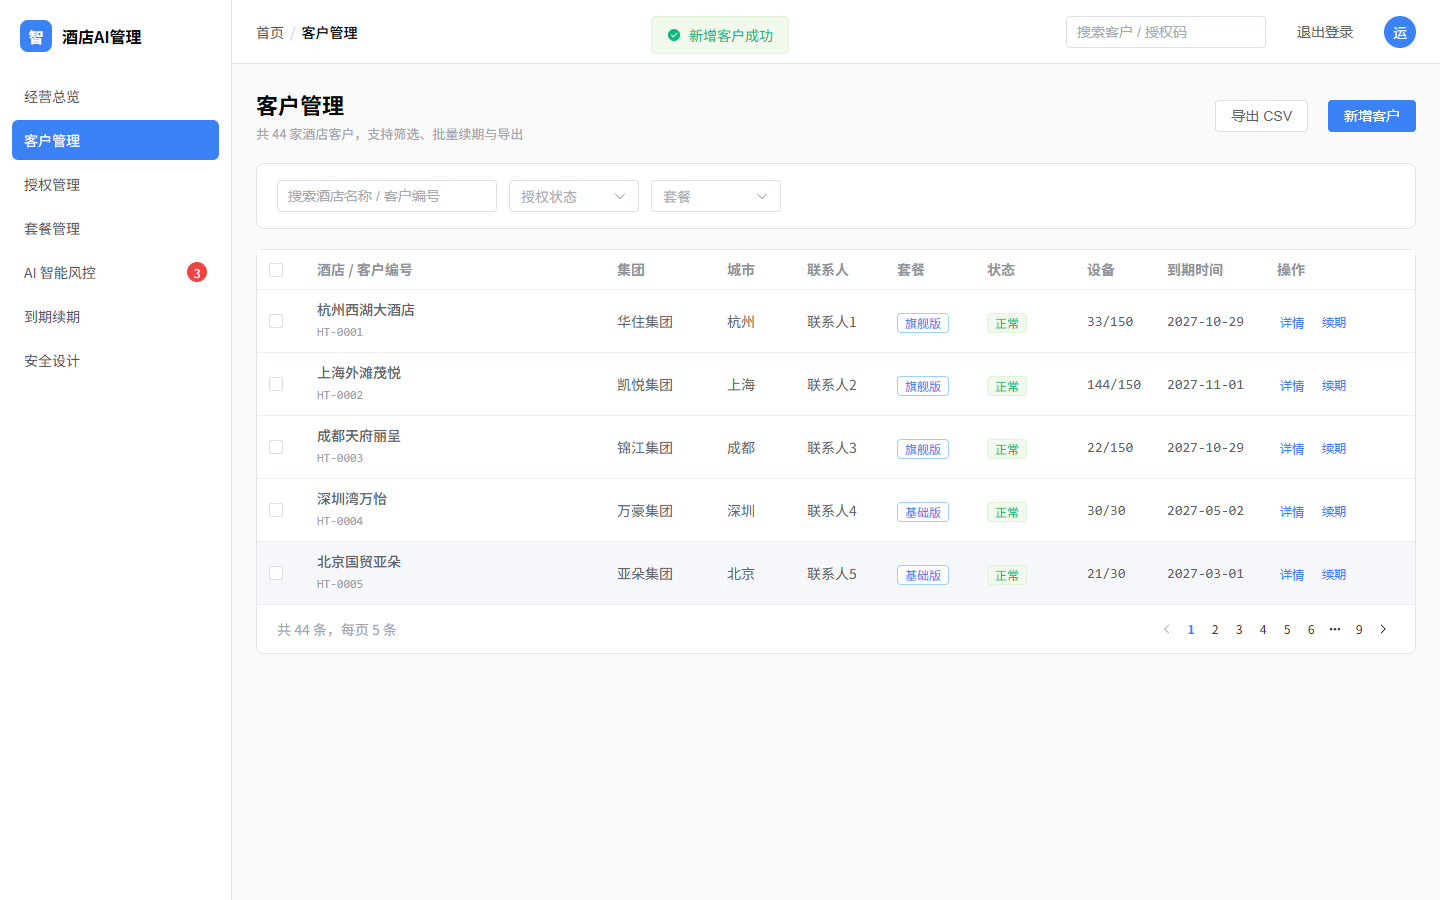 智 酒店AI管理
首页 / 客户管理
新增客户成功
搜索客户 / 授权码
退出登录
运
经营总览
客户管理
授权管理
套餐管理
AI 智能风控 3
到期续期
安全设计
客户管理
共 44 家酒店客户，支持筛选、批量续期与导出
导出 CSV
新增客户
搜索酒店名称 / 客户编号
授权状态
套餐
酒店 / 客户编号 集团 城市 联系人 套餐 状态 设备 到期时间 操作
杭州西湖大酒店
HT-0001
华住集团 杭州 联系人1 旗舰版 正常 33/150 2027-10-29 详情 续期
上海外滩茂悦
HT-0002
凯悦集团 上海 联系人2 旗舰版 正常 144/150 2027-11-01 详情 续期
成都天府丽呈
HT-0003
锦江集团 成都 联系人3 旗舰版 正常 22/150 2027-10-29 详情 续期
深圳湾万怡
HT-0004
万豪集团 深圳 联系人4 基础版 正常 30/30 2027-05-02 详情 续期
北京国贸亚朵
HT-0005
亚朵集团 北京 联系人5 基础版 正常 21/30 2027-03-01 详情 续期
共 44 条，每页 5 条
1 2 3 4 5 6 ··· 9